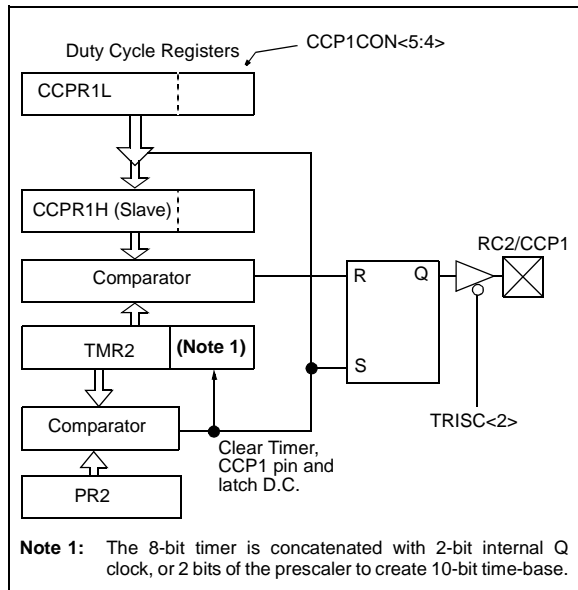 Duty Cycle Registers
CCP1CON<5:4>
CCPR1L
CCPR1H (Slave)
RC2/CCP1
Comparator
R
Q
TMR2
(Note 1)
S
TRISC<2>
Comparator
Clear Timer,
CCP1 pin and
latch D.C.
PR2
Note 1: The 8-bit timer is concatenated with 2-bit internal Q
clock, or 2 bits of the prescaler to create 10-bit time-base.